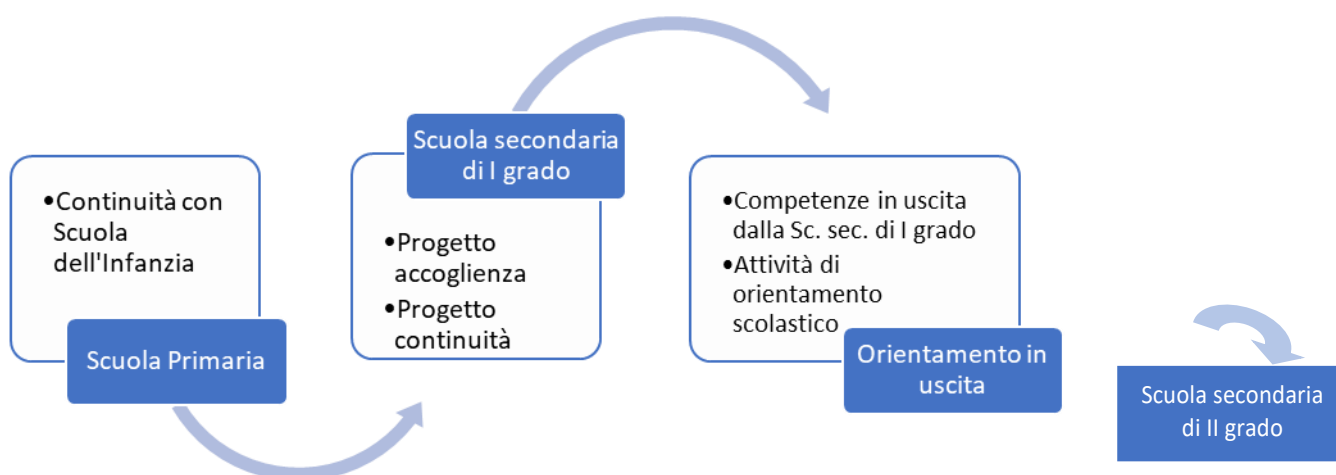 •Continuità con
Scuola
dell'Infanzia
Scuola Primaria
Scuola secondaria
di I grado
•Progetto
accoglienza
•Progetto
continuità
•Competenze in uscita
dalla Sc. sec. di I grado
•Attività di
orientamento
scolastico
Orientamento in
uscita
Scuola secondaria
di II grado